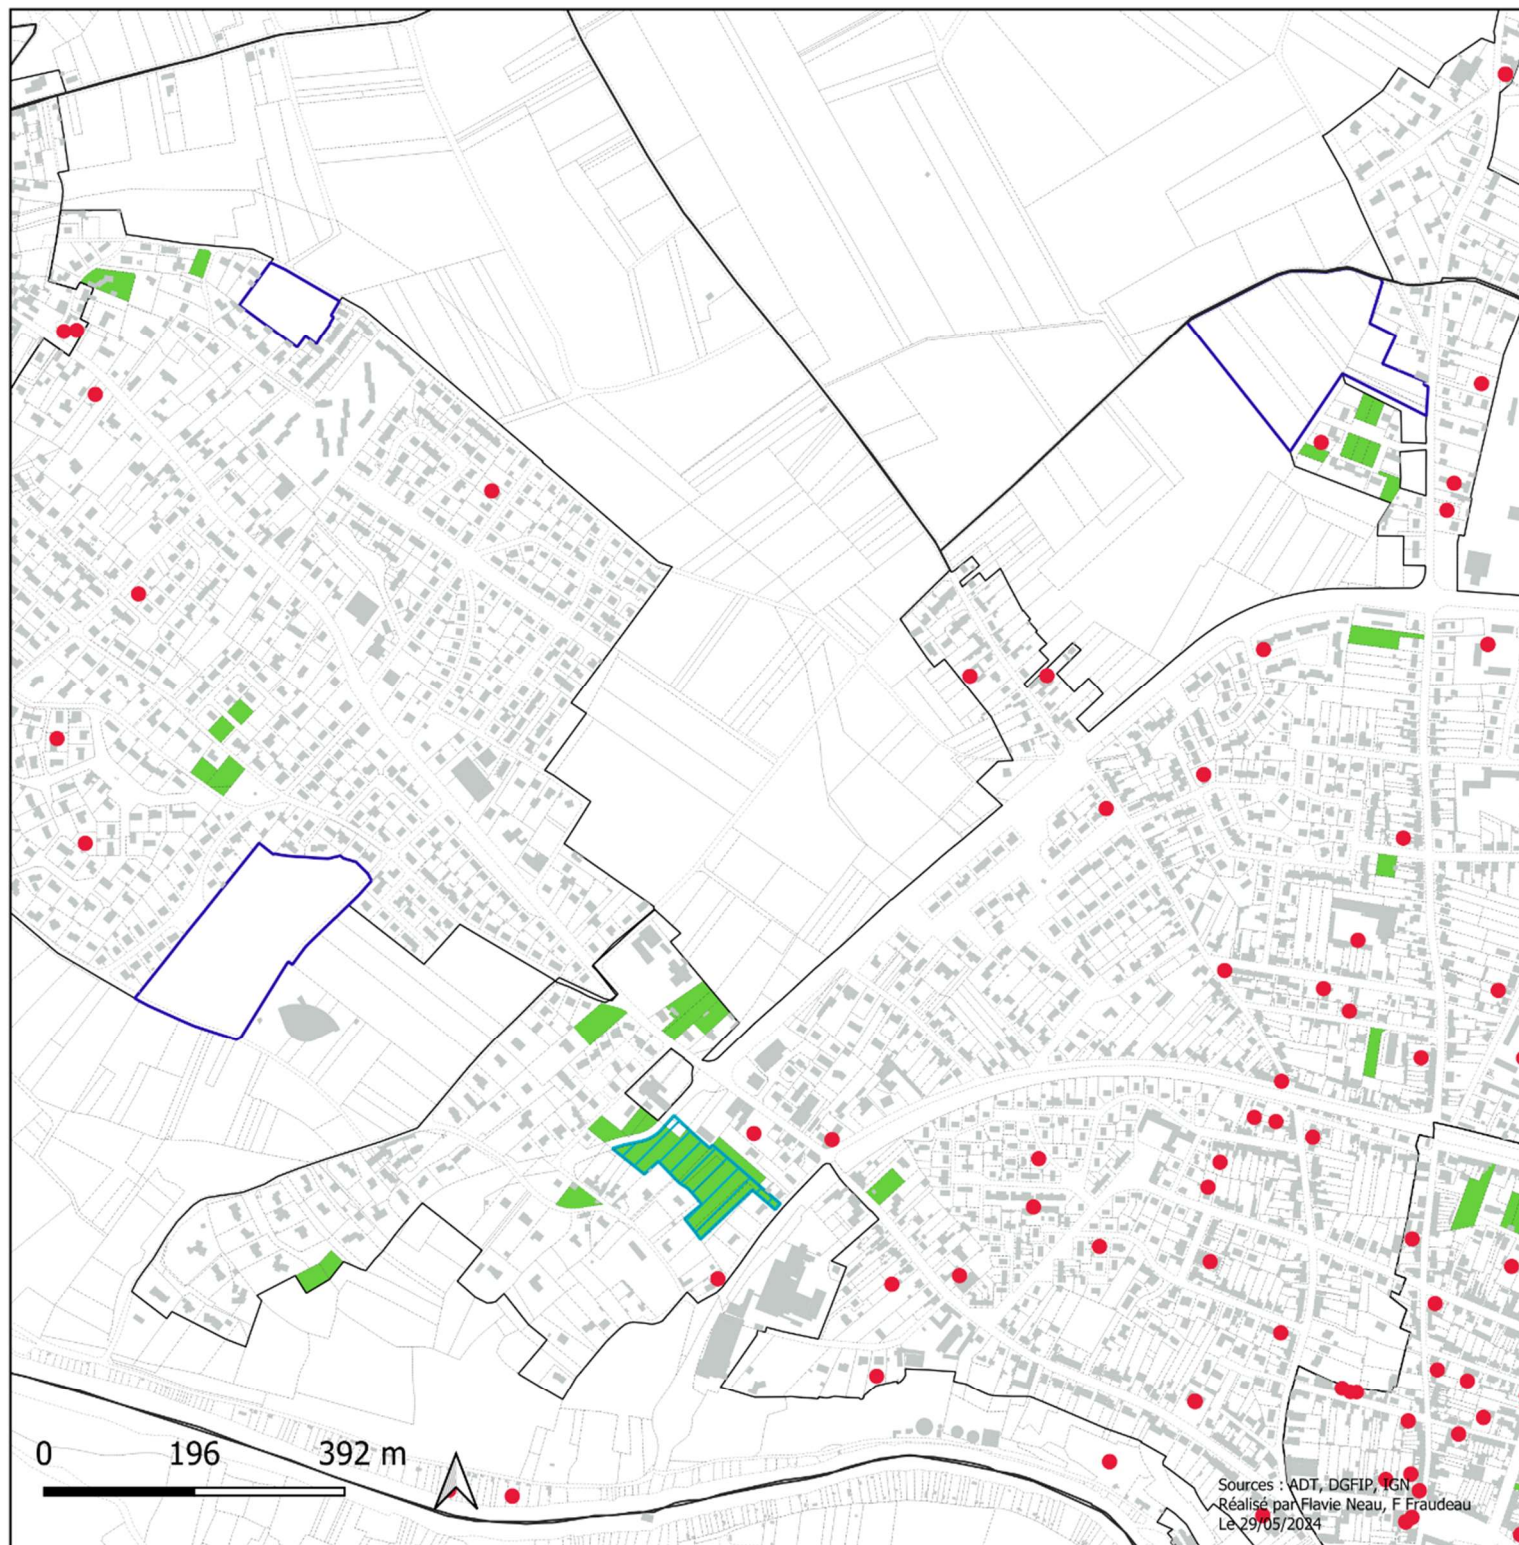 0 196 392 m
Sources : ADT, DGFIP, IGN
Réalisé par Flavie Neau, F Fraudeau
Le 29/05/2024